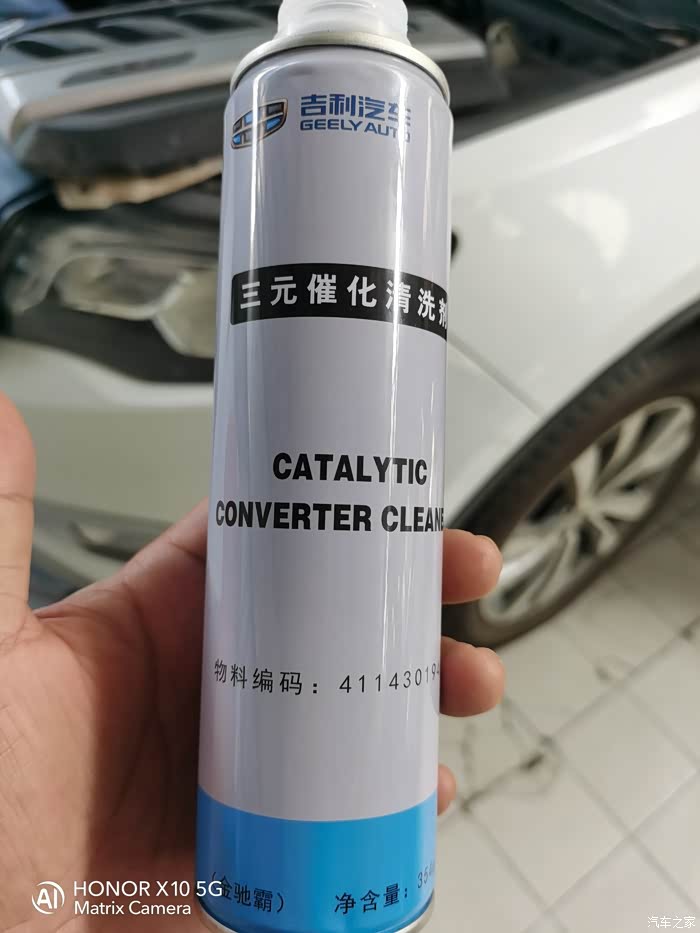 吉利汽车
GEELY AUTO
三元催化清洗剂
CATALYTIC
CONVERTER CLEANE
物料编码：411430194
（金驰霸） 净含量：35
HONOR X10 5G
Matrix Camera
汽车之家